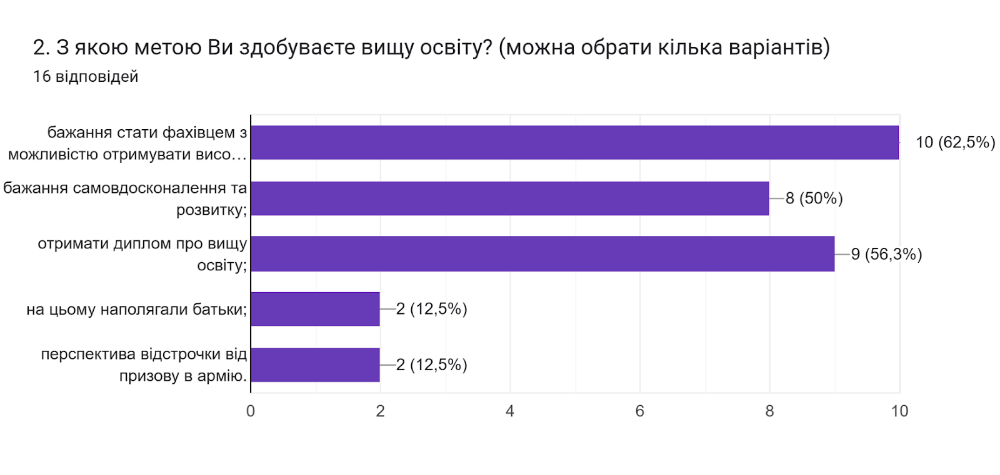 2. З якою метою Ви здобуваєте вищу освіту? (можна обрати кілька варіантів)
16 відповідей
бажання стати фахівцем з
можливістю отримувати висо…
10 (62,5%)
бажання самовдосконалення та
розвитку;
8 (50%)
отримати диплом про вищу
освіту;
9 (56,3%)
на цьому наполягали батьки;
2 (12,5%)
перспектива відстрочки від
призову в армію.
2 (12,5%)
0 2 4 6 8 10